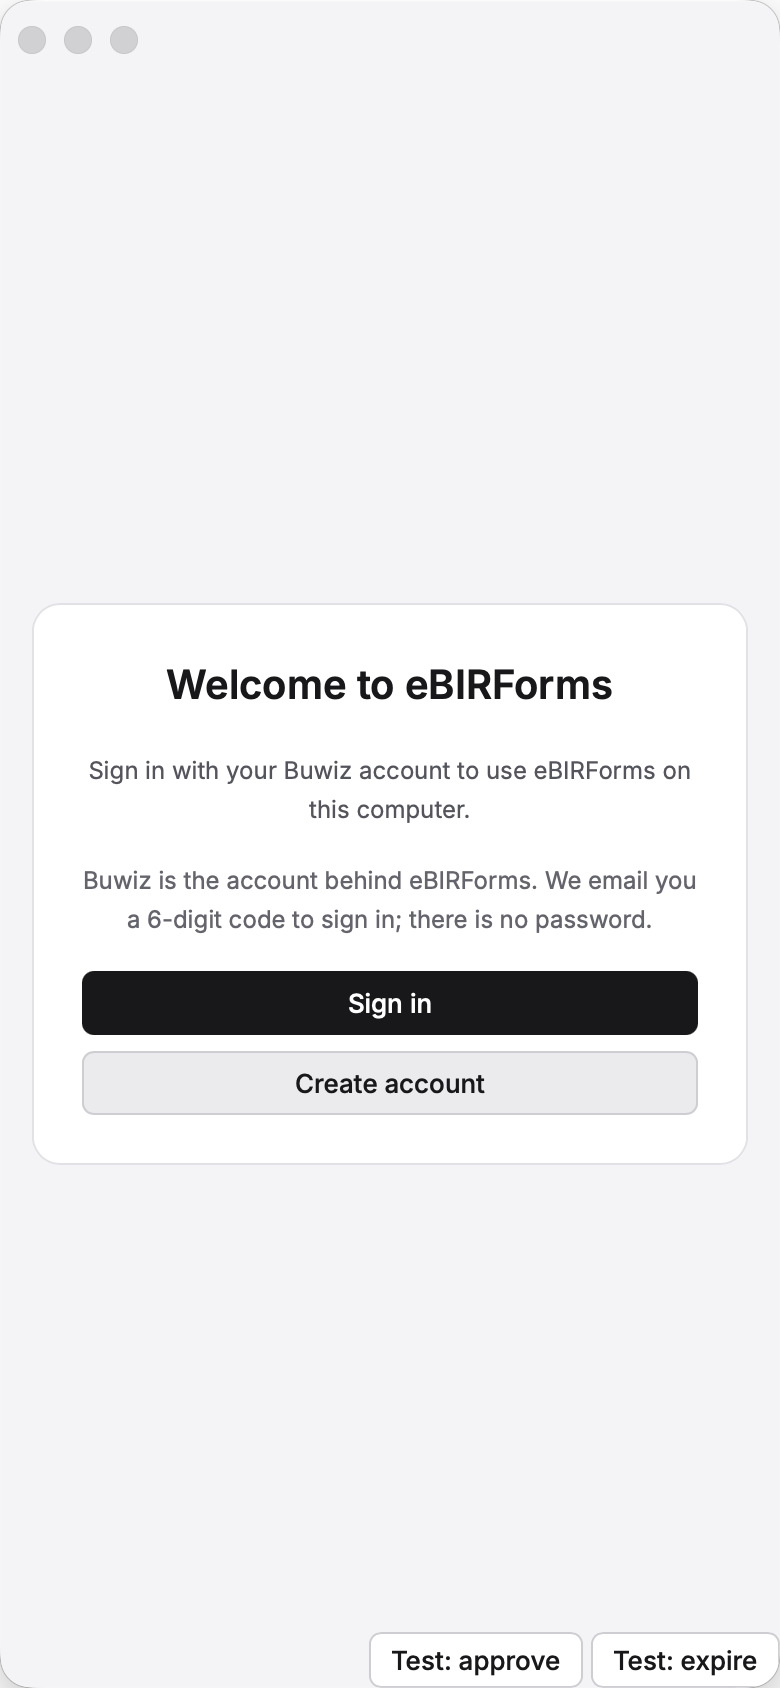 Welcome to eBIRForms
Sign in with your Buwiz account to use eBIRForms on
this computer.
Buwiz is the account behind eBIRForms. We email you
a 6-digit code to sign in; there is no password.
Sign in
Create account
Test: approve
Test: expire